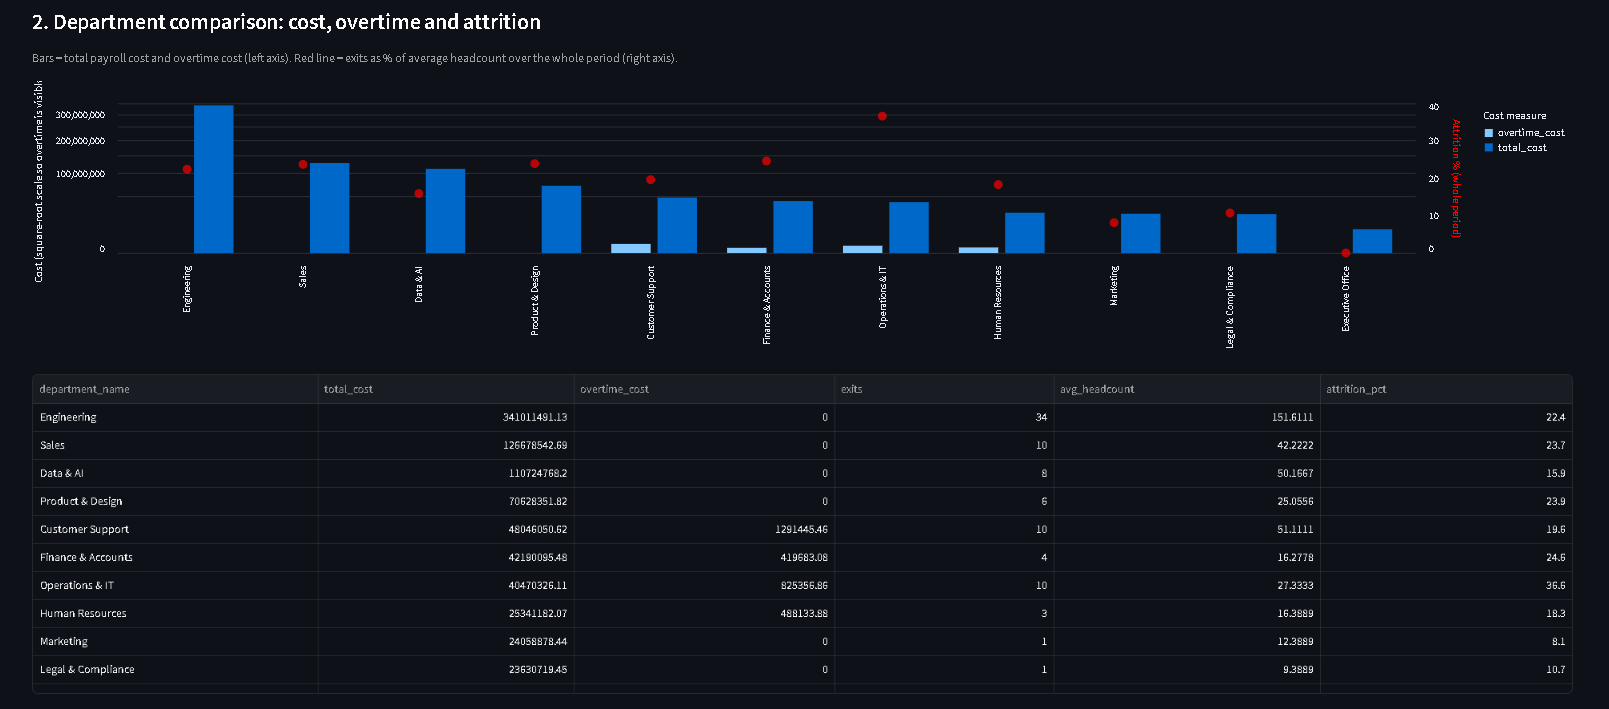 2. Department comparison: cost, overtime and attrition
Bars = total payroll cost and overtime cost (left axis). Red line = exits as % of average headcount over the whole period (right axis).
Cost (square-root scale so overtime is visible
300,000,000
200,000,000
100,000,000
0
40
30
20
10
0
Attrition % (whole period)
Cost measure
overtime_cost
total_cost
Engineering
Sales
Data & AI
Product & Design
Customer Support
Finance & Accounts
Operations & IT
Human Resources
Marketing
Legal & Compliance
Executive Office
department_name total_cost overtime_cost exits avg_headcount attrition_pct
Engineering 341011491.13 0 34 151.6111 22.4
Sales 126678542.69 0 10 42.2222 23.7
Data & AI 110724768.2 0 8 50.1667 15.9
Product & Design 70628351.82 0 6 25.0556 23.9
Customer Support 48046050.62 1291445.46 10 51.1111 19.6
Finance & Accounts 42190095.48 419683.08 4 16.2778 24.6
Operations & IT 40470326.11 825356.86 10 27.3333 36.6
Human Resources 25341182.07 488133.88 3 16.3889 18.3
Marketing 24058878.44 0 1 12.3889 8.1
Legal & Compliance 23630719.45 0 1 9.3889 10.7